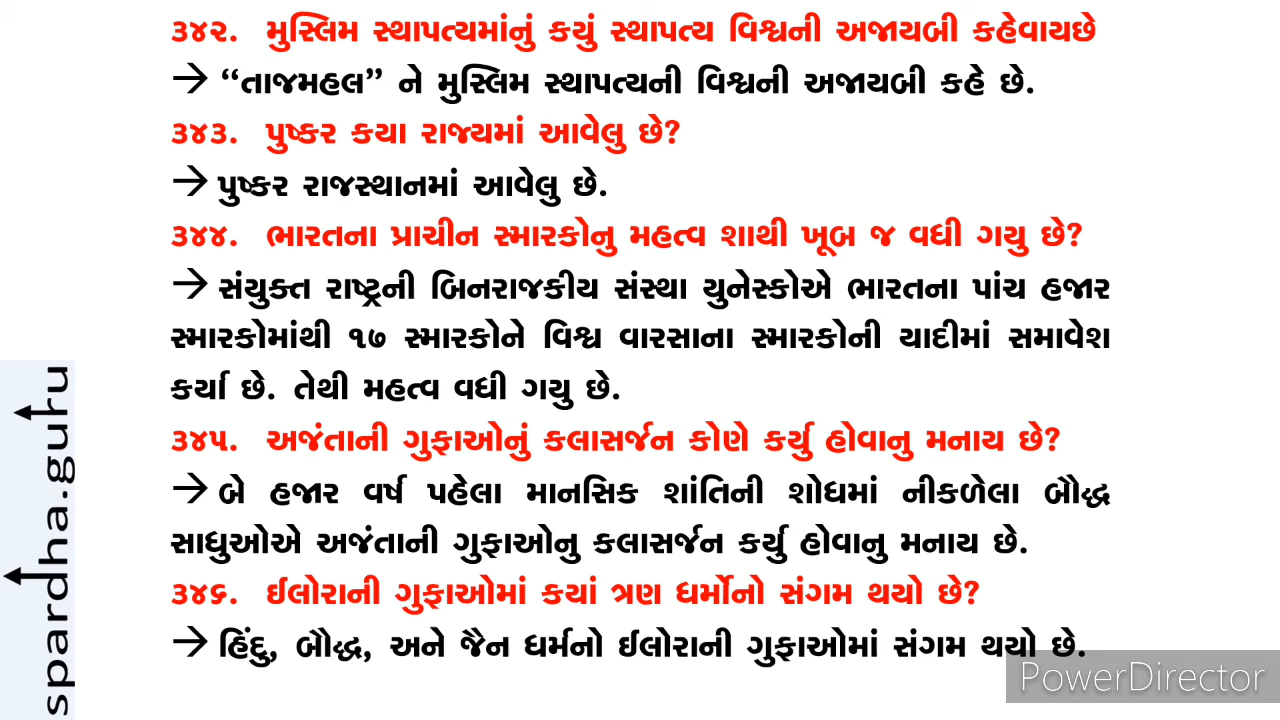 ૩૪૨. મુસ્લિમ સ્થાપત્યમાંનું કયું સ્થાપત્ય વિશ્વની અજાયબી કહેવાયછે
→ “તાજમહલ” ને મુસ્લિમ સ્થાપત્યની વિશ્વની અજાયબી કહે છે.
૩૪૩. પુષ્કર કયા રાજ્યમાં આવેલુ છે?
→ પુષ્કર રાજસ્થાનમાં આવેલુ છે.
૩૪૪. ભારતના પ્રાચીન સ્મારકોનુ મહત્વ શાથી ખૂબ જ વધી ગયુ છે?
→ સંયુક્ત રાષ્ટ્રની બિનરાજકીય સંસ્થા યુનેસ્કોએ ભારતના પાંચ હજાર
સ્મારકોમાંથી ૧૭ સ્મારકોને વિશ્વ વારસાના સ્મારકોની યાદીમાં સમાવેશ
કર્યા છે. તેથી મહત્વ વધી ગયુ છે.
૩૪૫. અજંતાની ગુફાઓનું કલાસર્જન કોણે કર્યુ હોવાનુ મનાય છે?
→ બે હજાર વર્ષ પહેલા માનસિક શાંતિની શોધમાં નીકળેલા બૌદ્ધ
સાધુઓએ અજંતાની ગુફાઓનુ કલાસર્જન કર્યુ હોવાનુ મનાય છે.
૩૪૬. ઈલોરાની ગુફાઓમાં કયાં ત્રણ ધર્મોનો સંગમ થયો છે?
→ હિંદુ, બૌદ્ધ, અને જૈન ધર્મનો ઈલોરાની ગુફાઓમાં સંગમ થયો છે.
spardha.guru
PowerDirector